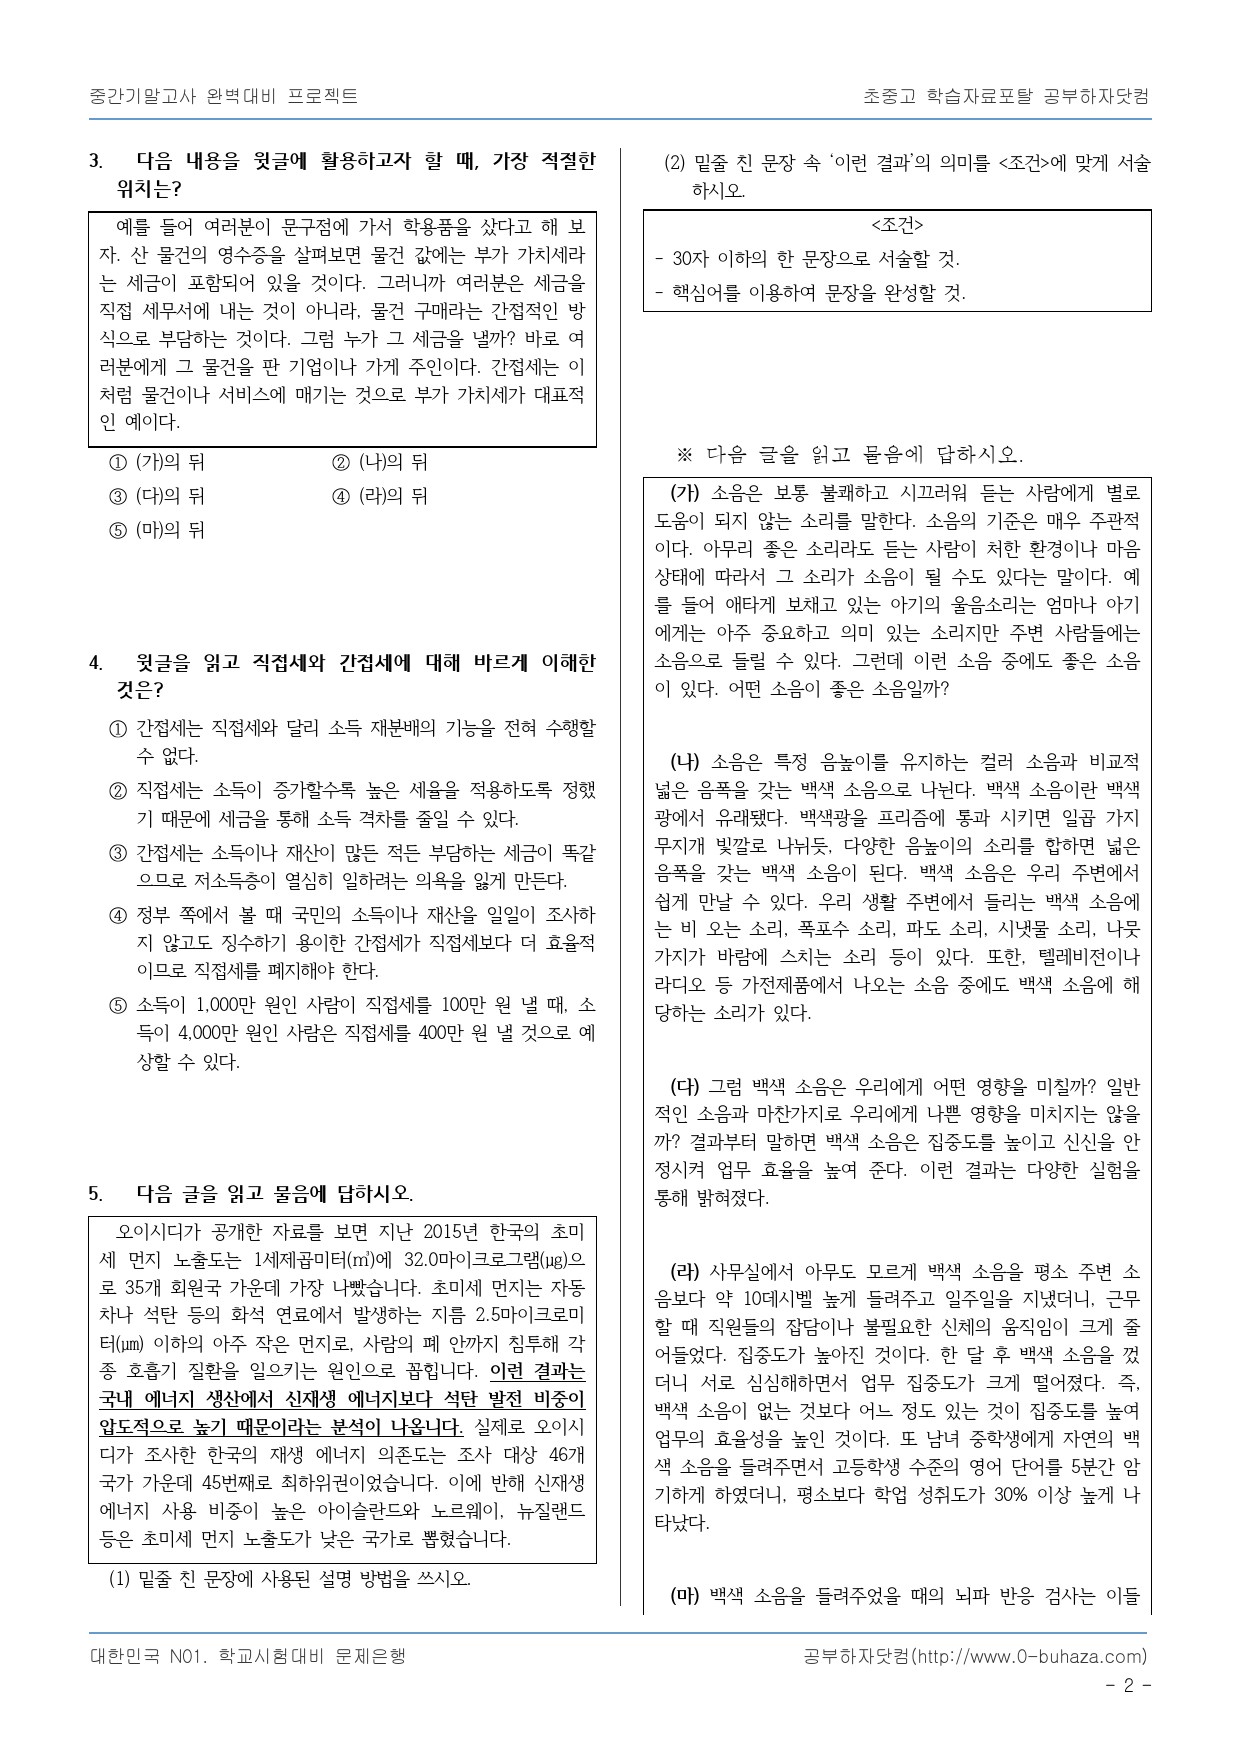 중간기말고사 완벽대비 프로젝트
초중고 학습자료포탈 공부하자닷컴
3. 다음 내용을 윗글에 활용하고자 할 때, 가장 적절한
위치는?
예를 들어 여러분이 문구점에 가서 학용품을 샀다고 해 보
자. 산 물건의 영수증을 살펴보면 물건 값에는 부가 가치세라
는 세금이 포함되어 있을 것이다. 그러니까 여러분은 세금을
직접 세무서에 내는 것이 아니라, 물건 구매라는 간접적인 방
식으로 부담하는 것이다. 그럼 누가 그 세금을 낼까? 바로 여
러분에게 그 물건을 판 기업이나 가게 주인이다. 간접세는 이
처럼 물건이나 서비스에 매기는 것으로 부가 가치세가 대표적
인 예이다.
① (가)의 뒤 ② (나)의 뒤
③ (다)의 뒤 ④ (라)의 뒤
⑤ (마)의 뒤
4. 윗글을 읽고 직접세와 간접세에 대해 바르게 이해한
것은?
① 간접세는 직접세와 달리 소득 재분배의 기능을 전혀 수행할
수 없다.
② 직접세는 소득이 증가할수록 높은 세율을 적용하도록 정했
기 때문에 세금을 통해 소득 격차를 줄일 수 있다.
③ 간접세는 소득이나 재산이 많든 적든 부담하는 세금이 똑같
으므로 저소득층이 열심히 일하려는 의욕을 잃게 만든다.
④ 정부 쪽에서 볼 때 국민의 소득이나 재산을 일일이 조사하
지 않고도 징수하기 용이한 간접세가 직접세보다 더 효율적
이므로 직접세를 폐지해야 한다.
⑤ 소득이 1,000만 원인 사람이 직접세를 100만 원 낼 때, 소
득이 4,000만 원인 사람은 직접세를 400만 원 낼 것으로 예
상할 수 있다.
5. 다음 글을 읽고 물음에 답하시오.
오이시디가 공개한 자료를 보면 지난 2015년 한국의 초미
세 먼지 노출도는 1세제곱미터(㎥)에 32.0마이크로그램(㎍)으
로 35개 회원국 가운데 가장 나빴습니다. 초미세 먼지는 자동
차나 석탄 등의 화석 연료에서 발생하는 지름 2.5마이크로미
터(㎛) 이하의 아주 작은 먼지로, 사람의 폐 안까지 침투해 각
종 호흡기 질환을 일으키는 원인으로 꼽힙니다. 이런 결과는
국내 에너지 생산에서 신재생 에너지보다 석탄 발전 비중이
압도적으로 높기 때문이라는 분석이 나옵니다. 실제로 오이시
디가 조사한 한국의 재생 에너지 의존도는 조사 대상 46개
국가 가운데 45번째로 최하위권이었습니다. 이에 반해 신재생
에너지 사용 비중이 높은 아이슬란드와 노르웨이, 뉴질랜드
등은 초미세 먼지 노출도가 낮은 국가로 뽑혔습니다.
(1) 밑줄 친 문장에 사용된 설명 방법을 쓰시오.
(2) 밑줄 친 문장 속 ‘이런 결과’의 의미를 <조건>에 맞게 서술
하시오.
<조건>
- 30자 이하의 한 문장으로 서술할 것.
- 핵심어를 이용하여 문장을 완성할 것.
※ 다음 글을 읽고 물음에 답하시오.
(가) 소음은 보통 불쾌하고 시끄러워 듣는 사람에게 별로
도움이 되지 않는 소리를 말한다. 소음의 기준은 매우 주관적
이다. 아무리 좋은 소리라도 듣는 사람이 처한 환경이나 마음
상태에 따라서 그 소리가 소음이 될 수도 있다는 말이다. 예
를 들어 애타게 보채고 있는 아기의 울음소리는 엄마나 아기
에게는 아주 중요하고 의미 있는 소리지만 주변 사람들에는
소음으로 들릴 수 있다. 그런데 이런 소음 중에도 좋은 소음
이 있다. 어떤 소음이 좋은 소음일까?
(나) 소음은 특정 음높이를 유지하는 컬러 소음과 비교적
넓은 음폭을 갖는 백색 소음으로 나뉜다. 백색 소음이란 백색
광에서 유래됐다. 백색광을 프리즘에 통과 시키면 일곱 가지
무지개 빛깔로 나뉘듯, 다양한 음높이의 소리를 합하면 넓은
음폭을 갖는 백색 소음이 된다. 백색 소음은 우리 주변에서
쉽게 만날 수 있다. 우리 생활 주변에서 들리는 백색 소음에
는 비 오는 소리, 폭포수 소리, 파도 소리, 시냇물 소리, 나뭇
가지가 바람에 스치는 소리 등이 있다. 또한, 텔레비전이나
라디오 등 가전제품에서 나오는 소음 중에도 백색 소음에 해
당하는 소리가 있다.
(다) 그럼 백색 소음은 우리에게 어떤 영향을 미칠까? 일반
적인 소음과 마찬가지로 우리에게 나쁜 영향을 미치지는 않을
까? 결과부터 말하면 백색 소음은 집중도를 높이고 신신을 안
정시켜 업무 효율을 높여 준다. 이런 결과는 다양한 실험을
통해 밝혀졌다.
(라) 사무실에서 아무도 모르게 백색 소음을 평소 주변 소
음보다 약 10데시벨 높게 들려주고 일주일을 지냈더니, 근무
할 때 직원들의 잡담이나 불필요한 신체의 움직임이 크게 줄
어들었다. 집중도가 높아진 것이다. 한 달 후 백색 소음을 껐
더니 서로 심심해하면서 업무 집중도가 크게 떨어졌다. 즉,
백색 소음이 없는 것보다 어느 정도 있는 것이 집중도를 높여
업무의 효율성을 높인 것이다. 또 남녀 중학생에게 자연의 백
색 소음을 들려주면서 고등학생 수준의 영어 단어를 5분간 암
기하게 하였더니, 평소보다 학업 성취도가 30% 이상 높게 나
타났다.
(마) 백색 소음을 들려주었을 때의 뇌파 반응 검사는 이들
대한민국 N01. 학교시험대비 문제은행
공부하자닷컴(http://www.0-buhaza.com)
- 2 -